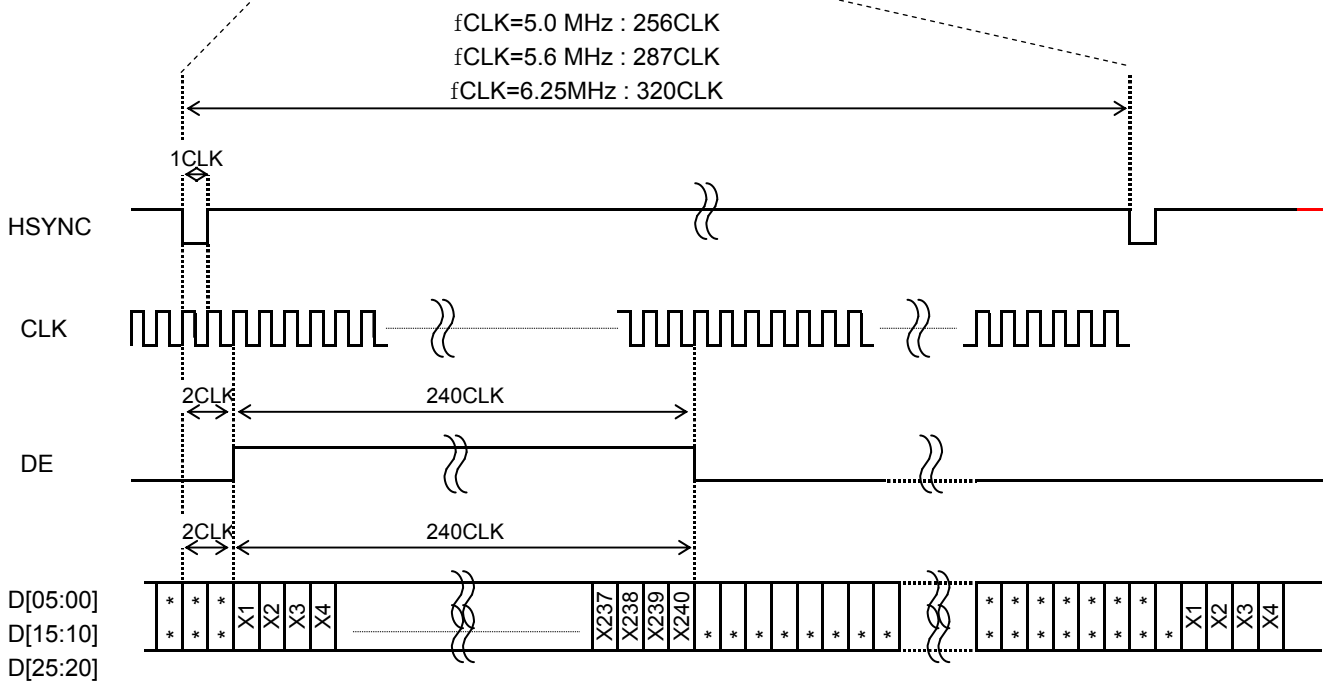 fCLK=5.0 MHz : 256CLK
fCLK=5.6 MHz : 287CLK
fCLK=6.25MHz : 320CLK
1CLK
HSYNC
CLK
2CLK 240CLK
DE
2CLK 240CLK
D[05:00]
D[15:10]
D[25:20]
* * * X1 X2 X3 X4 X237 X238 X239 X240 * * * * * * * * X1 X2 X3 X4
* * * * * * * * * * * * * * * * * * *